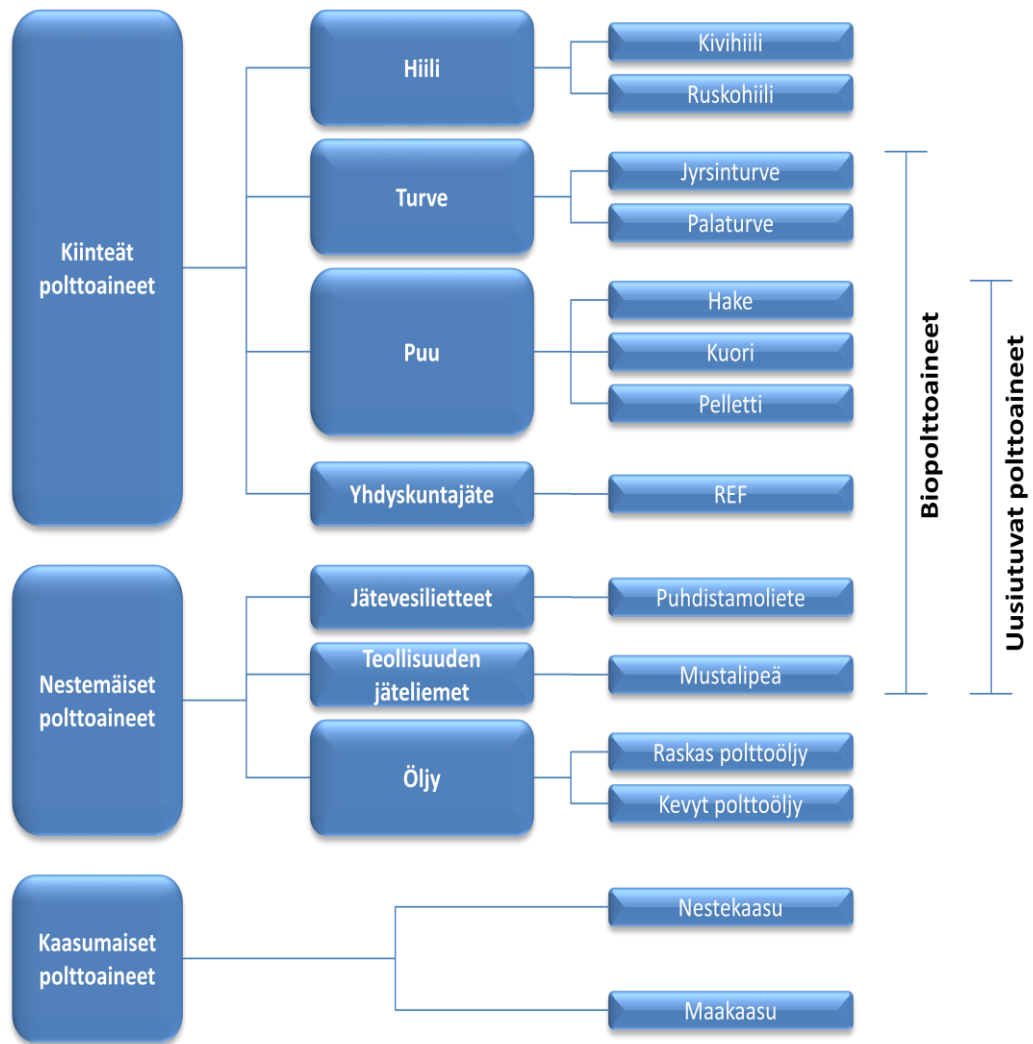 Kiinteät
polttoaineet
Hiili
Kivihiili
Ruskohiili
Turve
Jyrsinturve
Palaturve
Puu
Hake
Kuori
Pelletti
Yhdyskuntajäte
REF
Nestemäiset
polttoaineet
Jätevesilietteet
Puhdistamoliete
Teollisuuden
jäteliemet
Mustalipeä
Öljy
Raskas polttoöljy
Kevyt polttoöljy
Kaasumaiset
polttoaineet
Nestekaasu
Maakaasu
Biopolttoaineet
Uusiutuvat polttoaineet